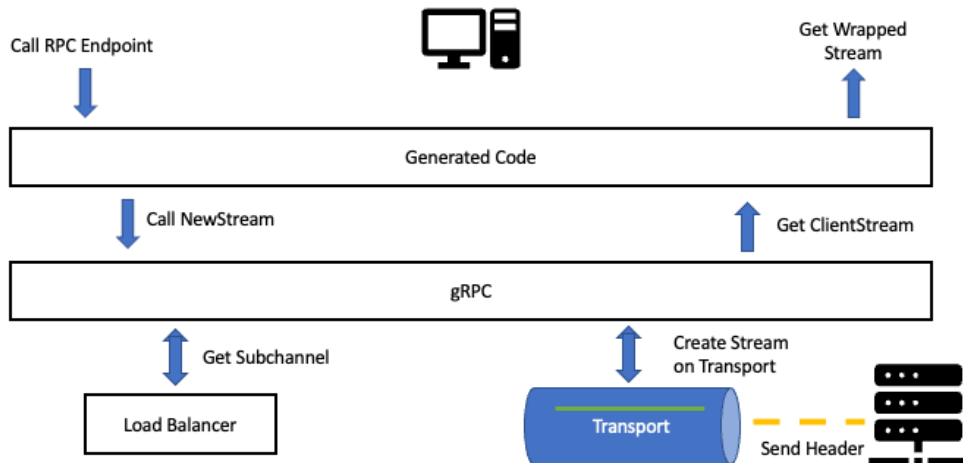 Call RPC Endpoint
Get Wrapped
Stream
Generated Code
Call NewStream
Get ClientStream
gRPC
Get Subchannel
Create Stream
on Transport
Load Balancer
Transport
Send Header